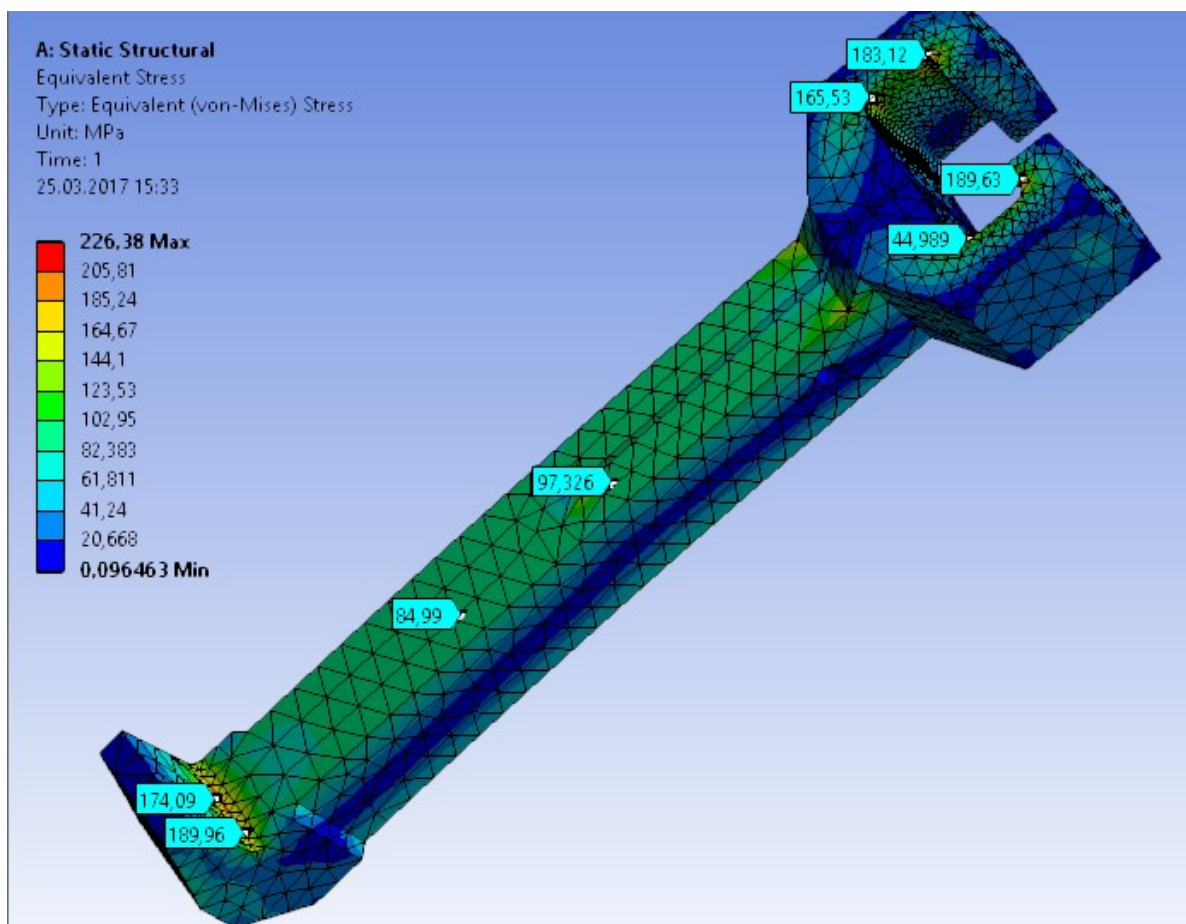 A: Static Structural
Equivalent Stress
Type: Equivalent (von-Mises) Stress
Unit: MPa
Time: 1
25.03.2017 15:33
226,38 Max
205,81
185,24
164,67
144,1
123,53
102,95
82,383
61,811
41,24
20,668
0,096463 Min
183,12
165,53
189,63
44,989
97,326
84,99
174,09
189,96